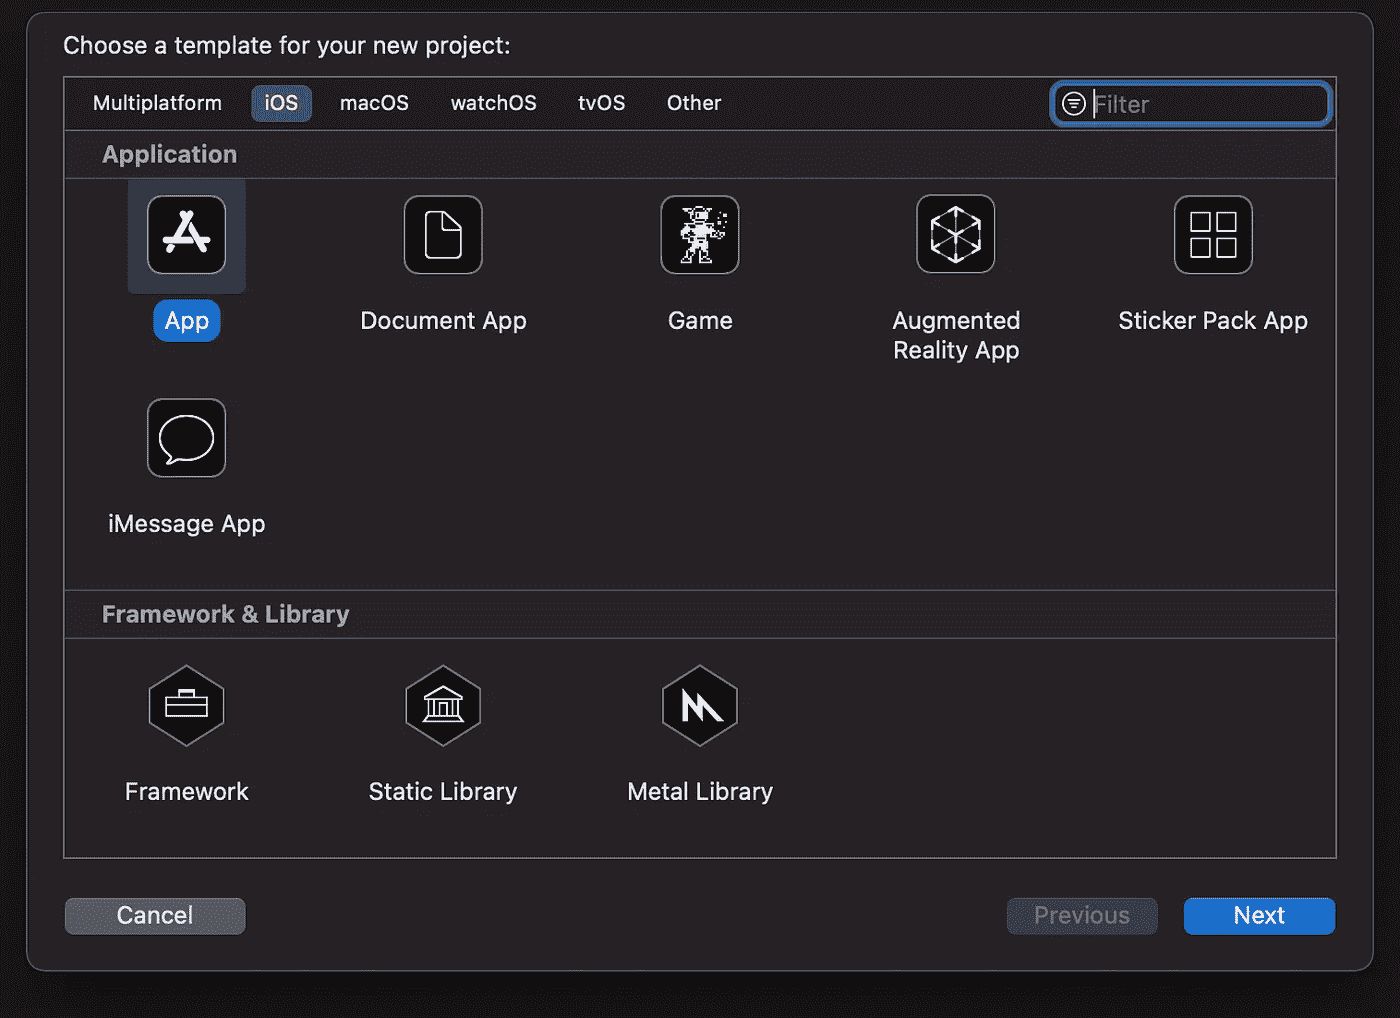 Choose a template for your new project:
Multiplatform iOS macOS watchOS tvOS Other Filter
Application
App Document App Game Augmented Reality App Sticker Pack App
iMessage App
Framework & Library
Framework Static Library Metal Library
Cancel Previous Next